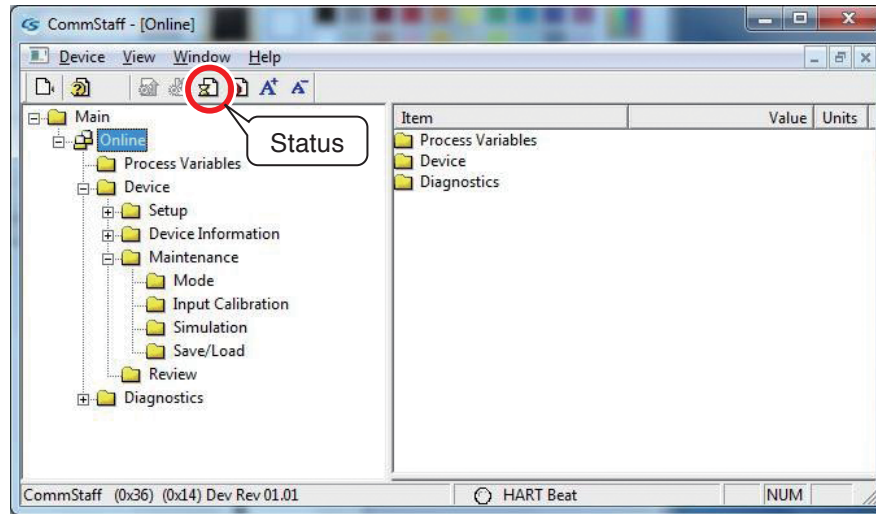 CommStaff - [Online]
Device View Window Help
A+ A-
Status
Main
Online
Process Variables
Device
Setup
Device Information
Maintenance
Mode
Input Calibration
Simulation
Save/Load
Review
Diagnostics
Item Value Units
Process Variables
Device
Diagnostics
CommStaff (0x36) (0x14) Dev Rev 01.01 HART Beat NUM